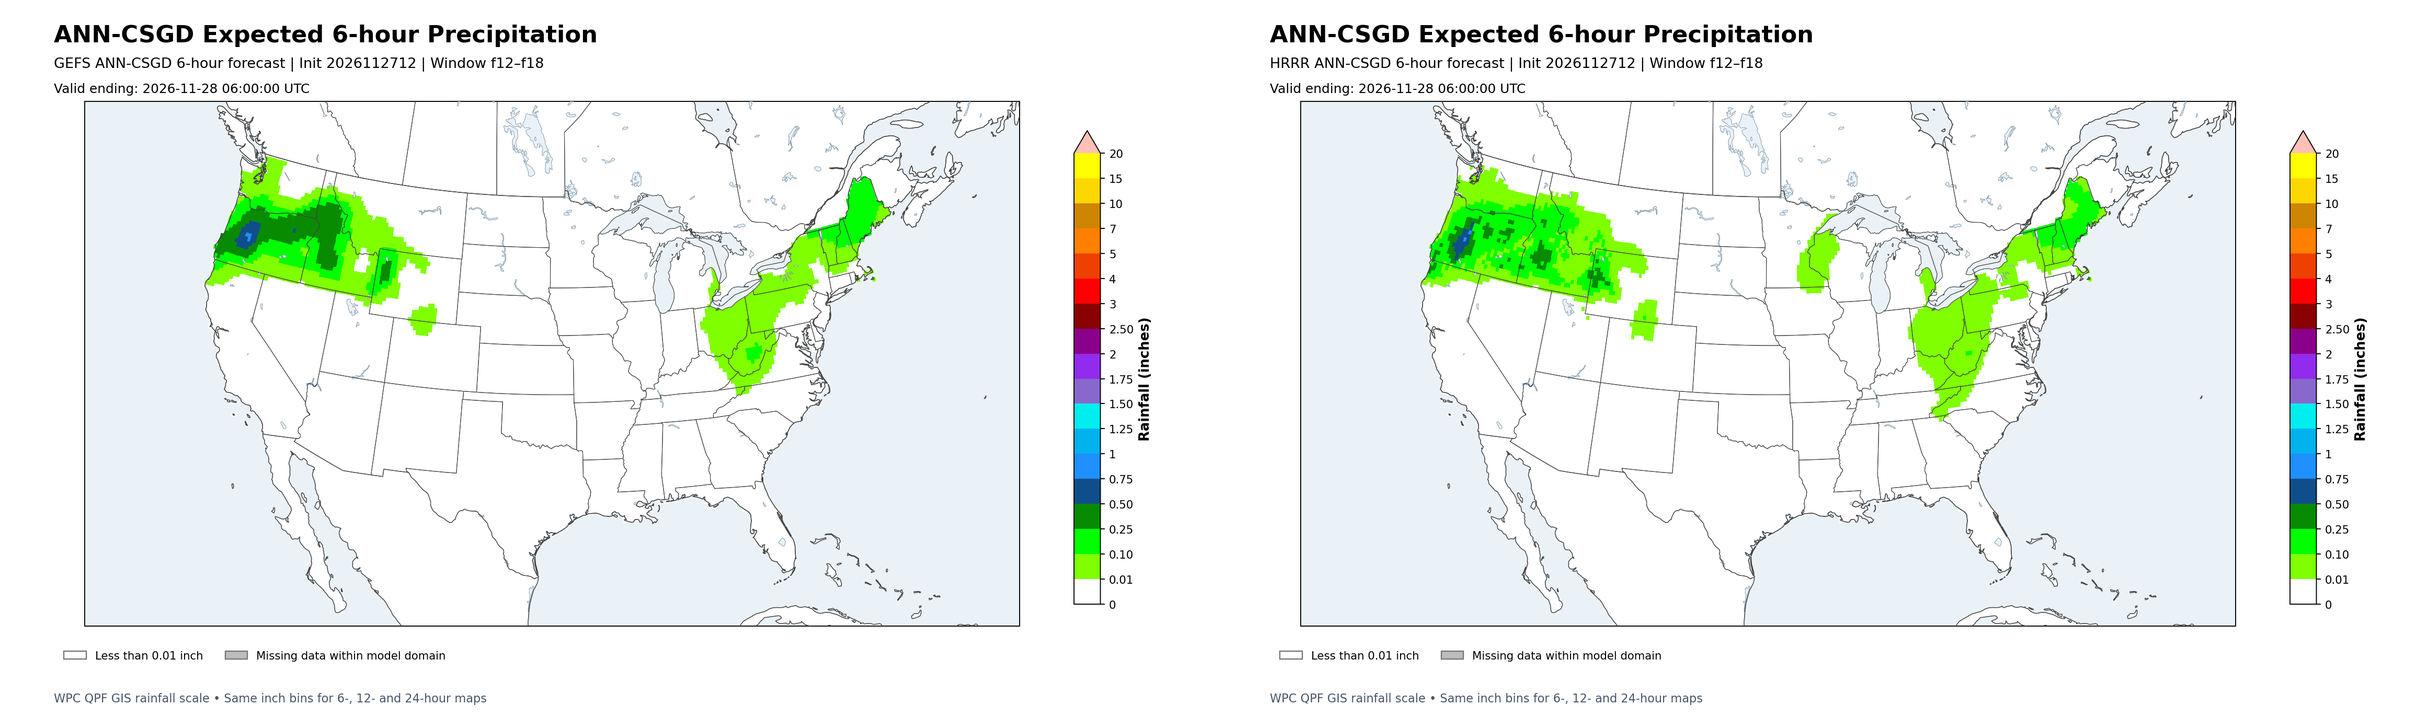 ANN-CSGD Expected 6-hour Precipitation
GEFS ANN-CSGD 6-hour forecast | Init 2026112712 | Window f12–f18
Valid ending: 2026-11-28 06:00:00 UTC
20
15
10
7
5
4
3
2.50
2
1.75
1.50
1.25
1
0.75
0.50
0.25
0.10
0.01
0
Rainfall (inches)
Less than 0.01 inch
Missing data within model domain
WPC QPF GIS rainfall scale • Same inch bins for 6-, 12- and 24-hour maps
ANN-CSGD Expected 6-hour Precipitation
HRRR ANN-CSGD 6-hour forecast | Init 2026112712 | Window f12–f18
Valid ending: 2026-11-28 06:00:00 UTC
20
15
10
7
5
4
3
2.50
2
1.75
1.50
1.25
1
0.75
0.50
0.25
0.10
0.01
0
Rainfall (inches)
Less than 0.01 inch
Missing data within model domain
WPC QPF GIS rainfall scale • Same inch bins for 6-, 12- and 24-hour maps